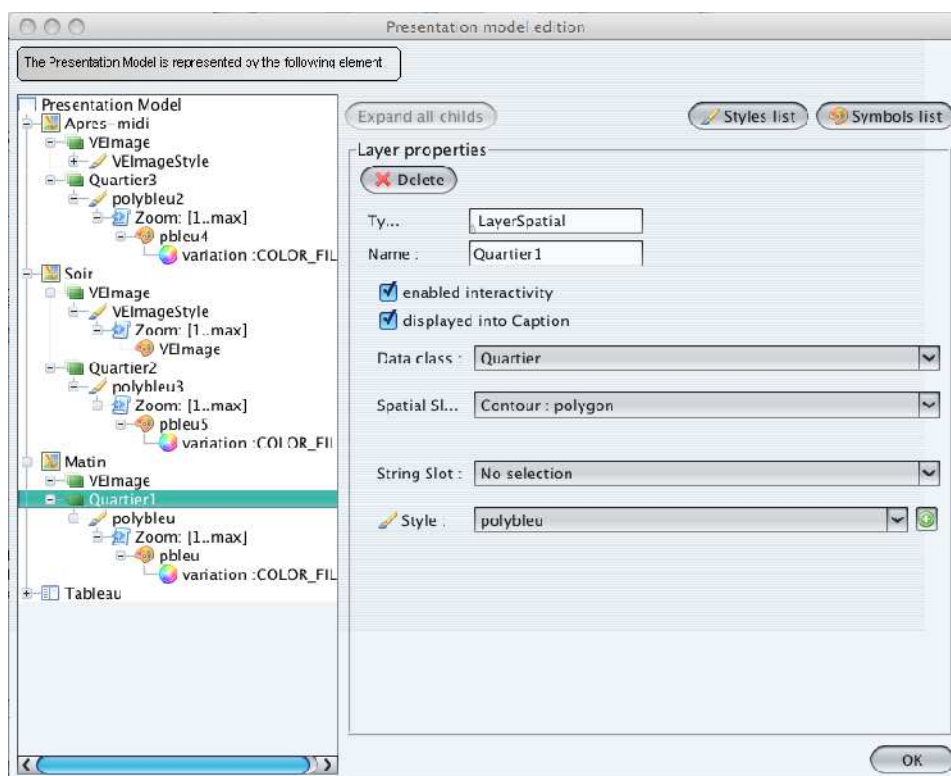 Presentation model edition
The Presentation Model is represented by the following element
Presentation Model
Apres-midi
VEImage
VEImageStyle
Quartier3
polybleu2
Zoom: [1..max]
pbleu4
variation :COLOR_FIL
Soir
VEImage
VEImageStyle
Zoom: [1..max]
VEImage
Quartier2
polybleu3
Zoom: [1..max]
pbleu5
variation :COLOR_FIL
Matin
VEImage
Quartier1
polybleu
Zoom: [1..max]
pbleu
variation :COLOR_FIL
Tableau
Expand all childs
Styles list
Symbols list
Layer properties
Delete
Ty... LayerSpatial
Name : Quartier1
enabled interactivity
displayed into Caption
Data class : Quartier
Spatial Sl... Contour : polygon
String Slot : No selection
Style : polybleu
OK